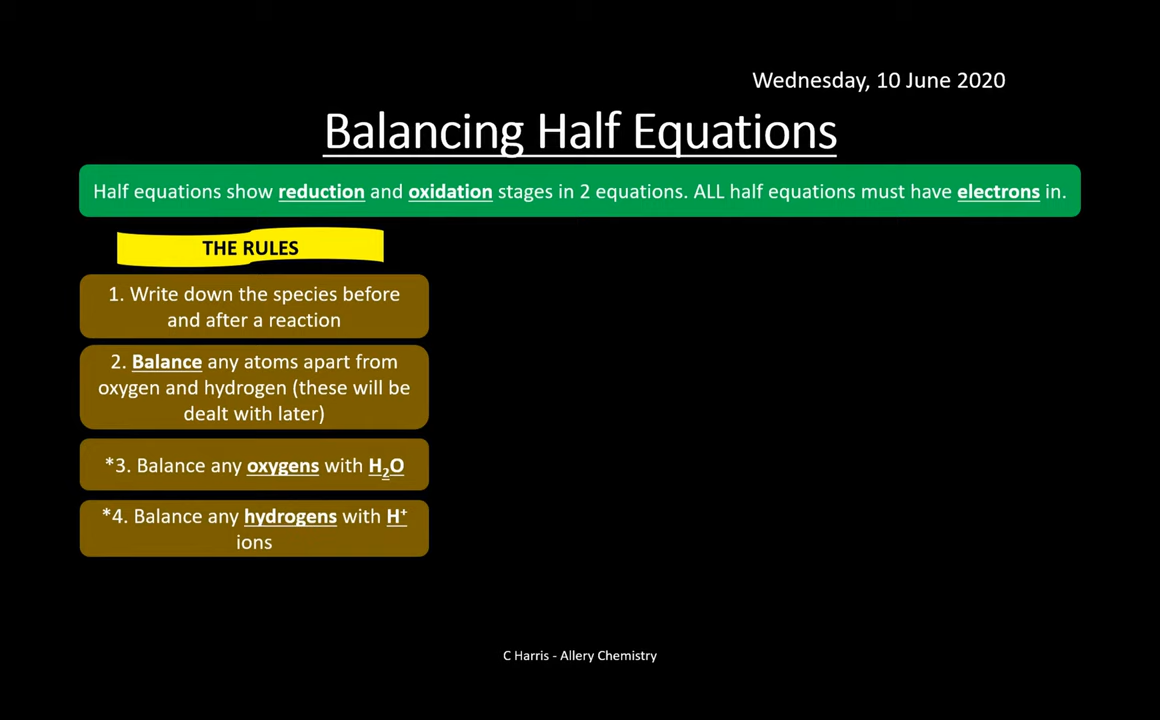 Wednesday, 10 June 2020
Balancing Half Equations
Half equations show reduction and oxidation stages in 2 equations. ALL half equations must have electrons in.
THE RULES
1. Write down the species before
and after a reaction
2. Balance any atoms apart from
oxygen and hydrogen (these will be
dealt with later)
*3. Balance any oxygens with H₂O
*4. Balance any hydrogens with H⁺
ions
C Harris - Allery Chemistry